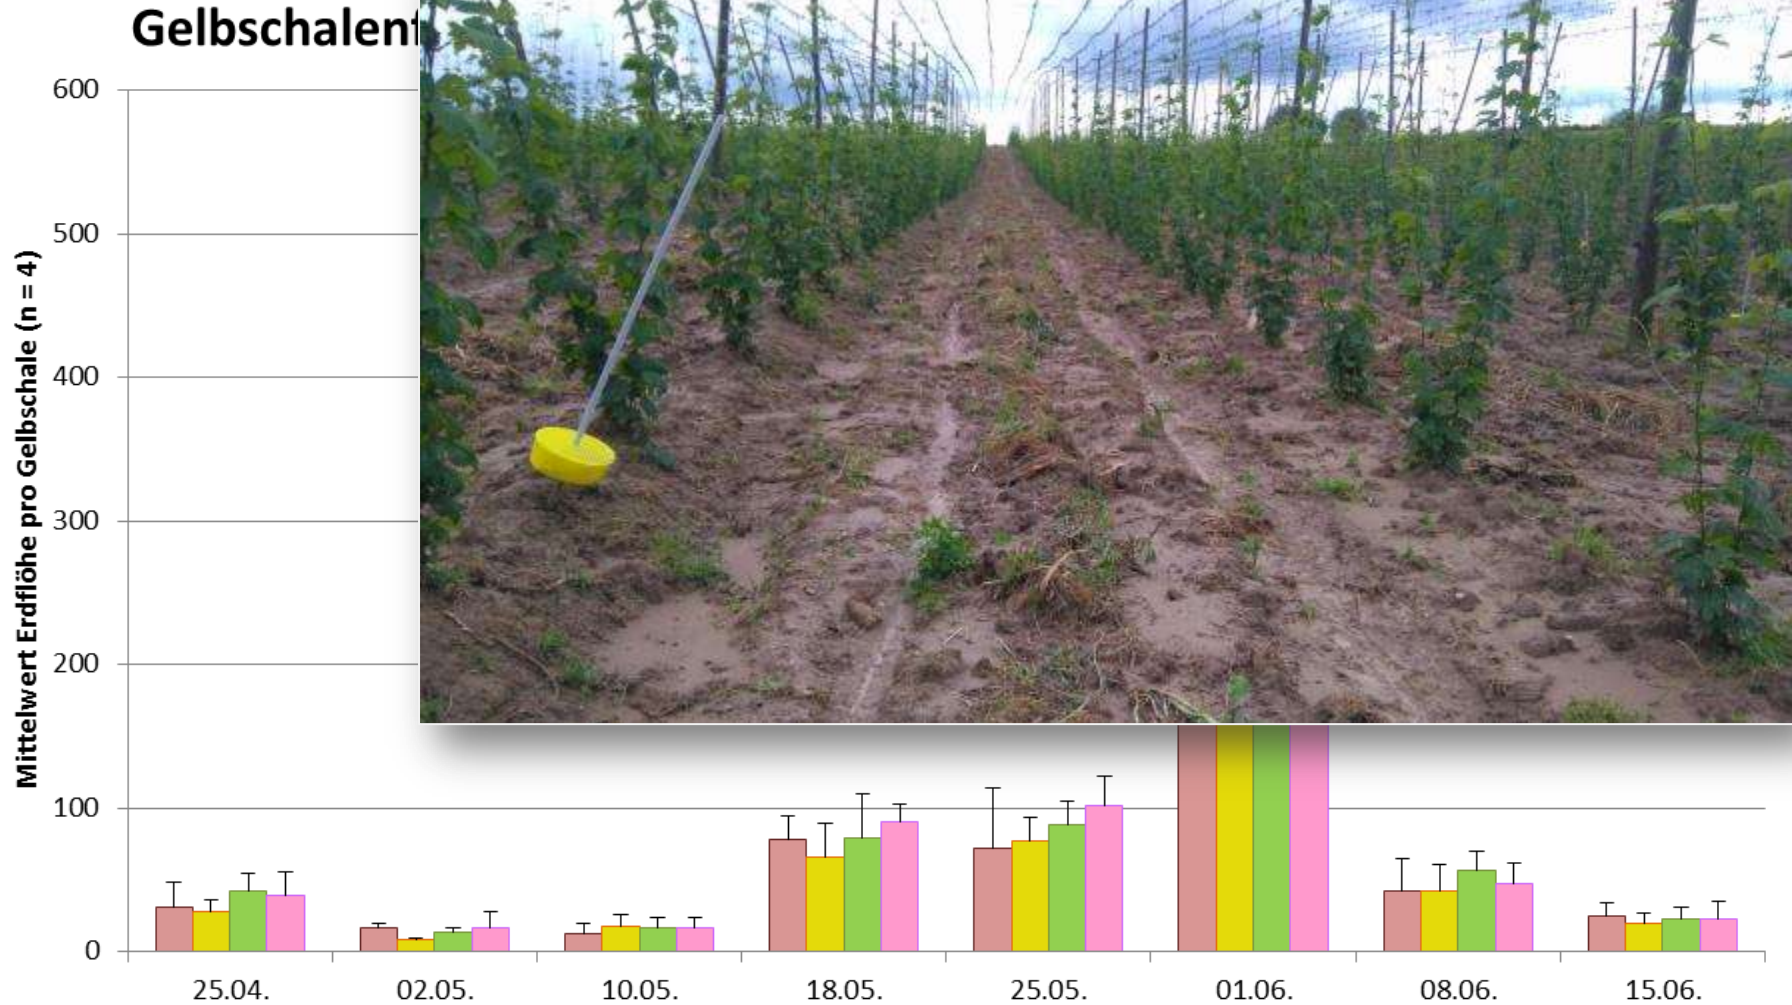 Gelbschalenf
600
500
400
300
200
100
0
Mittelwert Erdflöhe pro Gelbschale (n = 4)
25.04. 02.05. 10.05. 18.05. 25.05. 01.06. 08.06. 15.06.